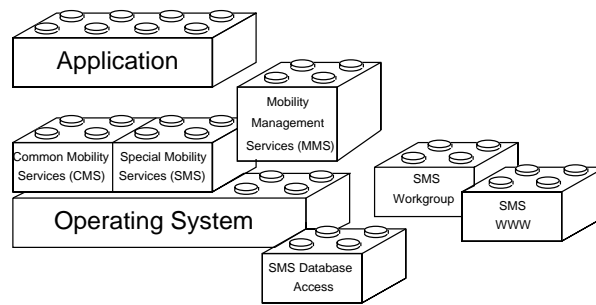 Application
Mobility
Management
Services (MMS)
Common Mobility
Services (CMS)
Special Mobility
Services (SMS)
Operating System
SMS
Workgroup
SMS
WWW
SMS Database
Access